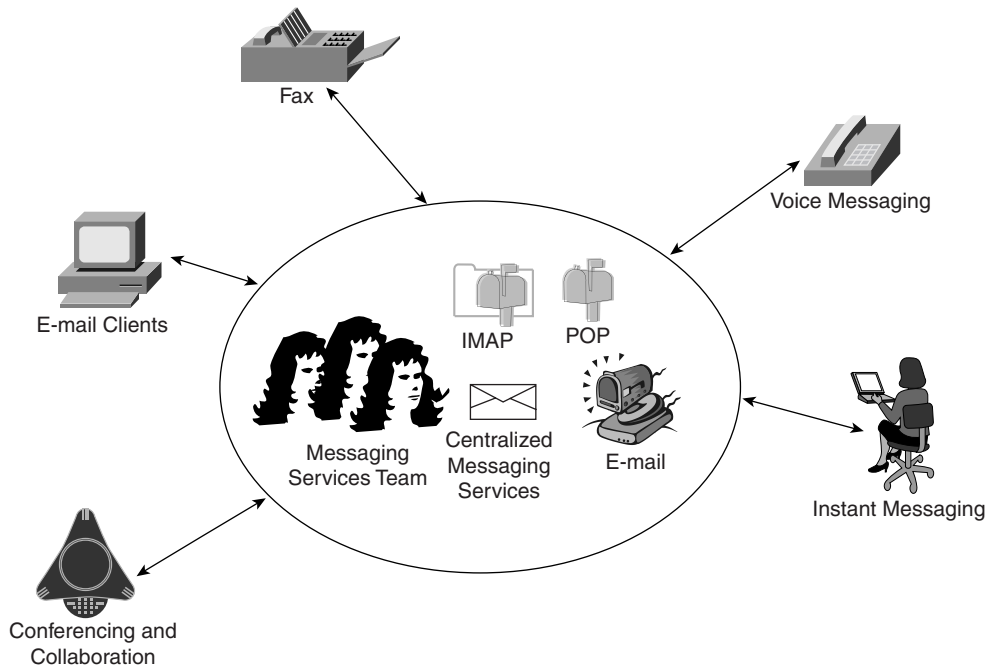 Fax
Voice Messaging
E-mail Clients
IMAP
POP
Messaging
Services Team
Centralized
Messaging
Services
E-mail
Instant Messaging
Conferencing and
Collaboration